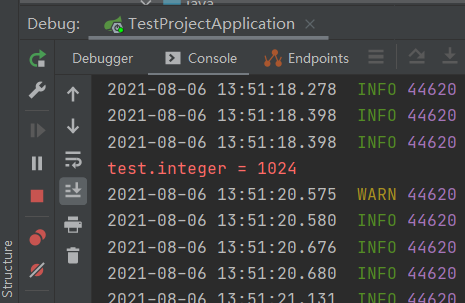 java
Debug: TestProjectApplication
Debugger Console Endpoints
2021-08-06 13:51:18.278 INFO 44620
2021-08-06 13:51:18.398 INFO 44620
2021-08-06 13:51:18.398 INFO 44620
test.integer = 1024
2021-08-06 13:51:20.575 WARN 44620
2021-08-06 13:51:20.580 INFO 44620
2021-08-06 13:51:20.676 INFO 44620
2021-08-06 13:51:20.680 INFO 44620
2021-08-06 13:51:21.131 INFO 44620
Structure